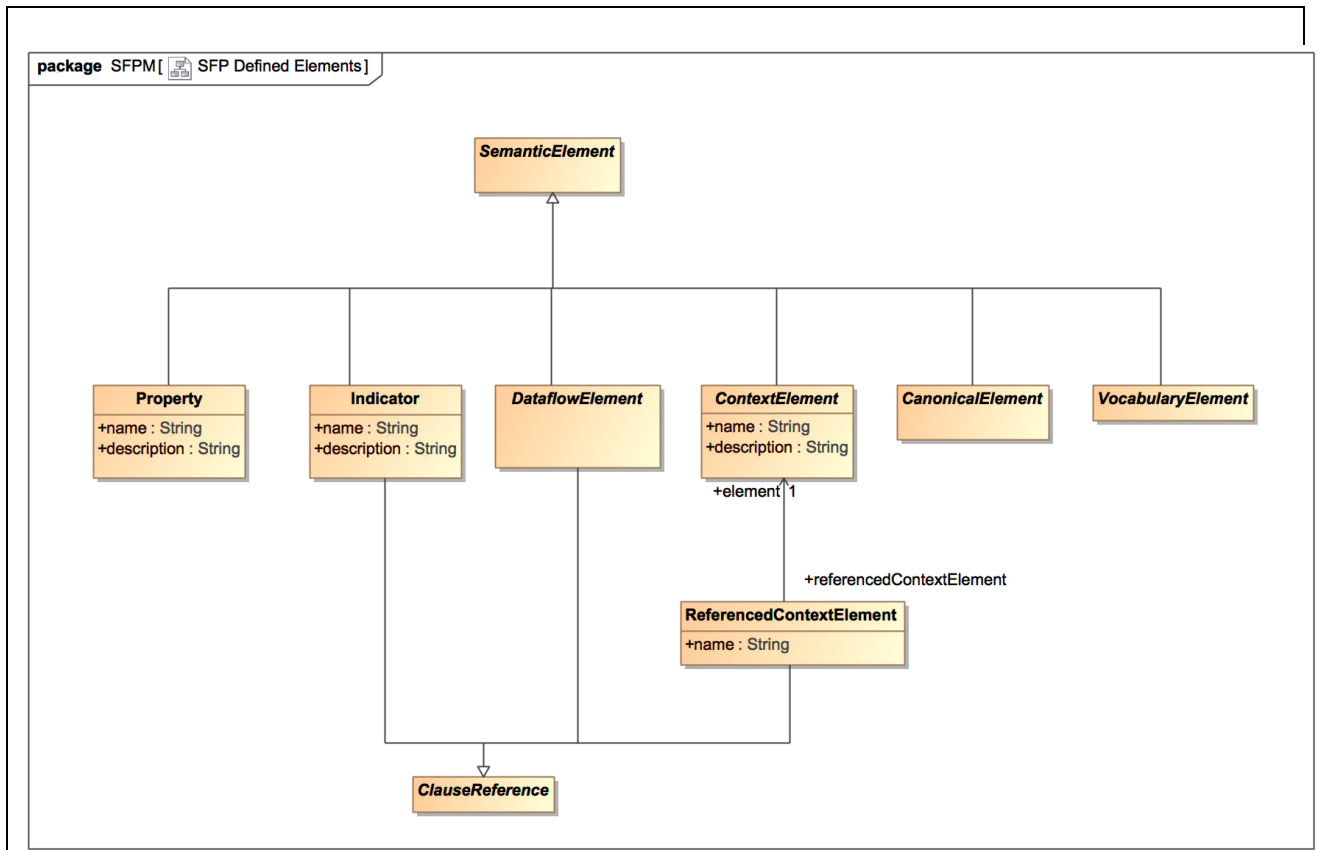 package SFPM[ SFP Defined Elements]
SemanticElement
Property
+name : String
+description : String
Indicator
+name : String
+description : String
DataflowElement
ContextElement
+name : String
+description : String
CanonicalElement
VocabularyElement
+element 1
+referencedContextElement
ReferencedContextElement
+name : String
ClauseReference